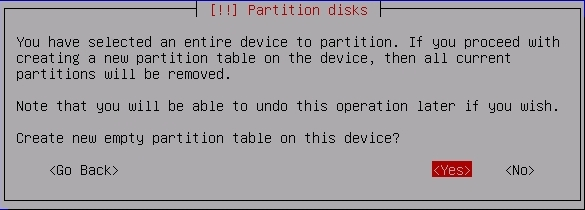 [!!] Partition disks
You have selected an entire device to partition. If you proceed with
creating a new partition table on the device, then all current
partitions will be removed.
Note that you will be able to undo this operation later if you wish.
Create new empty partition table on this device?
<Go Back> <Yes> <No>